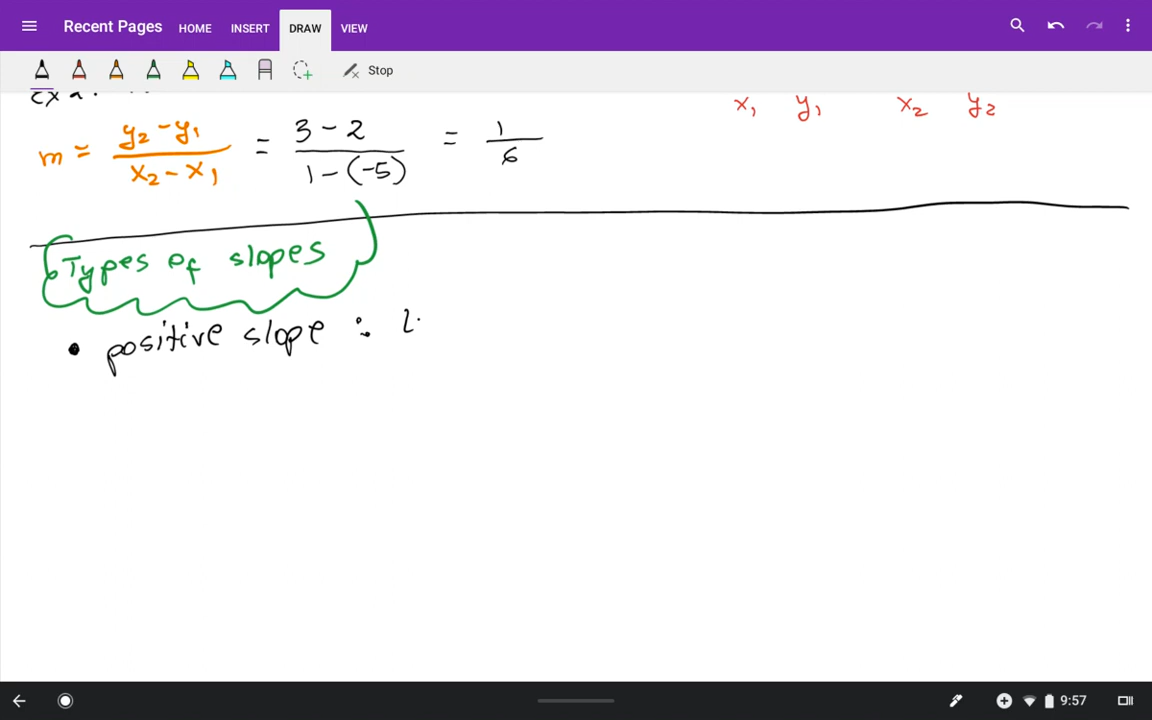 Recent Pages HOME INSERT DRAW VIEW
Stop
x₁ y₁ x₂ y₂
m = y₂ - y₁ / x₂ - x₁ = 3 - 2 / 1 - (-5) = 1 / 6
Types of slopes
• positive slope :
9:57